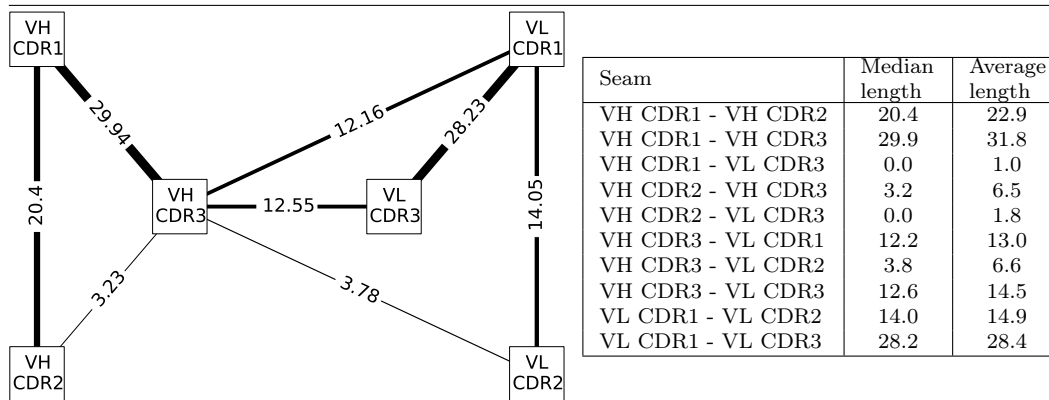 VH
CDR1
VL
CDR1
29.94
12.16
28.23
20.4
VH
CDR3
12.55
VL
CDR3
14.05
3.23
3.78
VH
CDR2
VL
CDR2
Seam Median length Average length
VH CDR1 - VH CDR2 20.4 22.9
VH CDR1 - VH CDR3 29.9 31.8
VH CDR1 - VL CDR3 0.0 1.0
VH CDR2 - VH CDR3 3.2 6.5
VH CDR2 - VL CDR3 0.0 1.8
VH CDR3 - VL CDR1 12.2 13.0
VH CDR3 - VL CDR2 3.8 6.6
VH CDR3 - VL CDR3 12.6 14.5
VL CDR1 - VL CDR2 14.0 14.9
VL CDR1 - VL CDR3 28.2 28.4